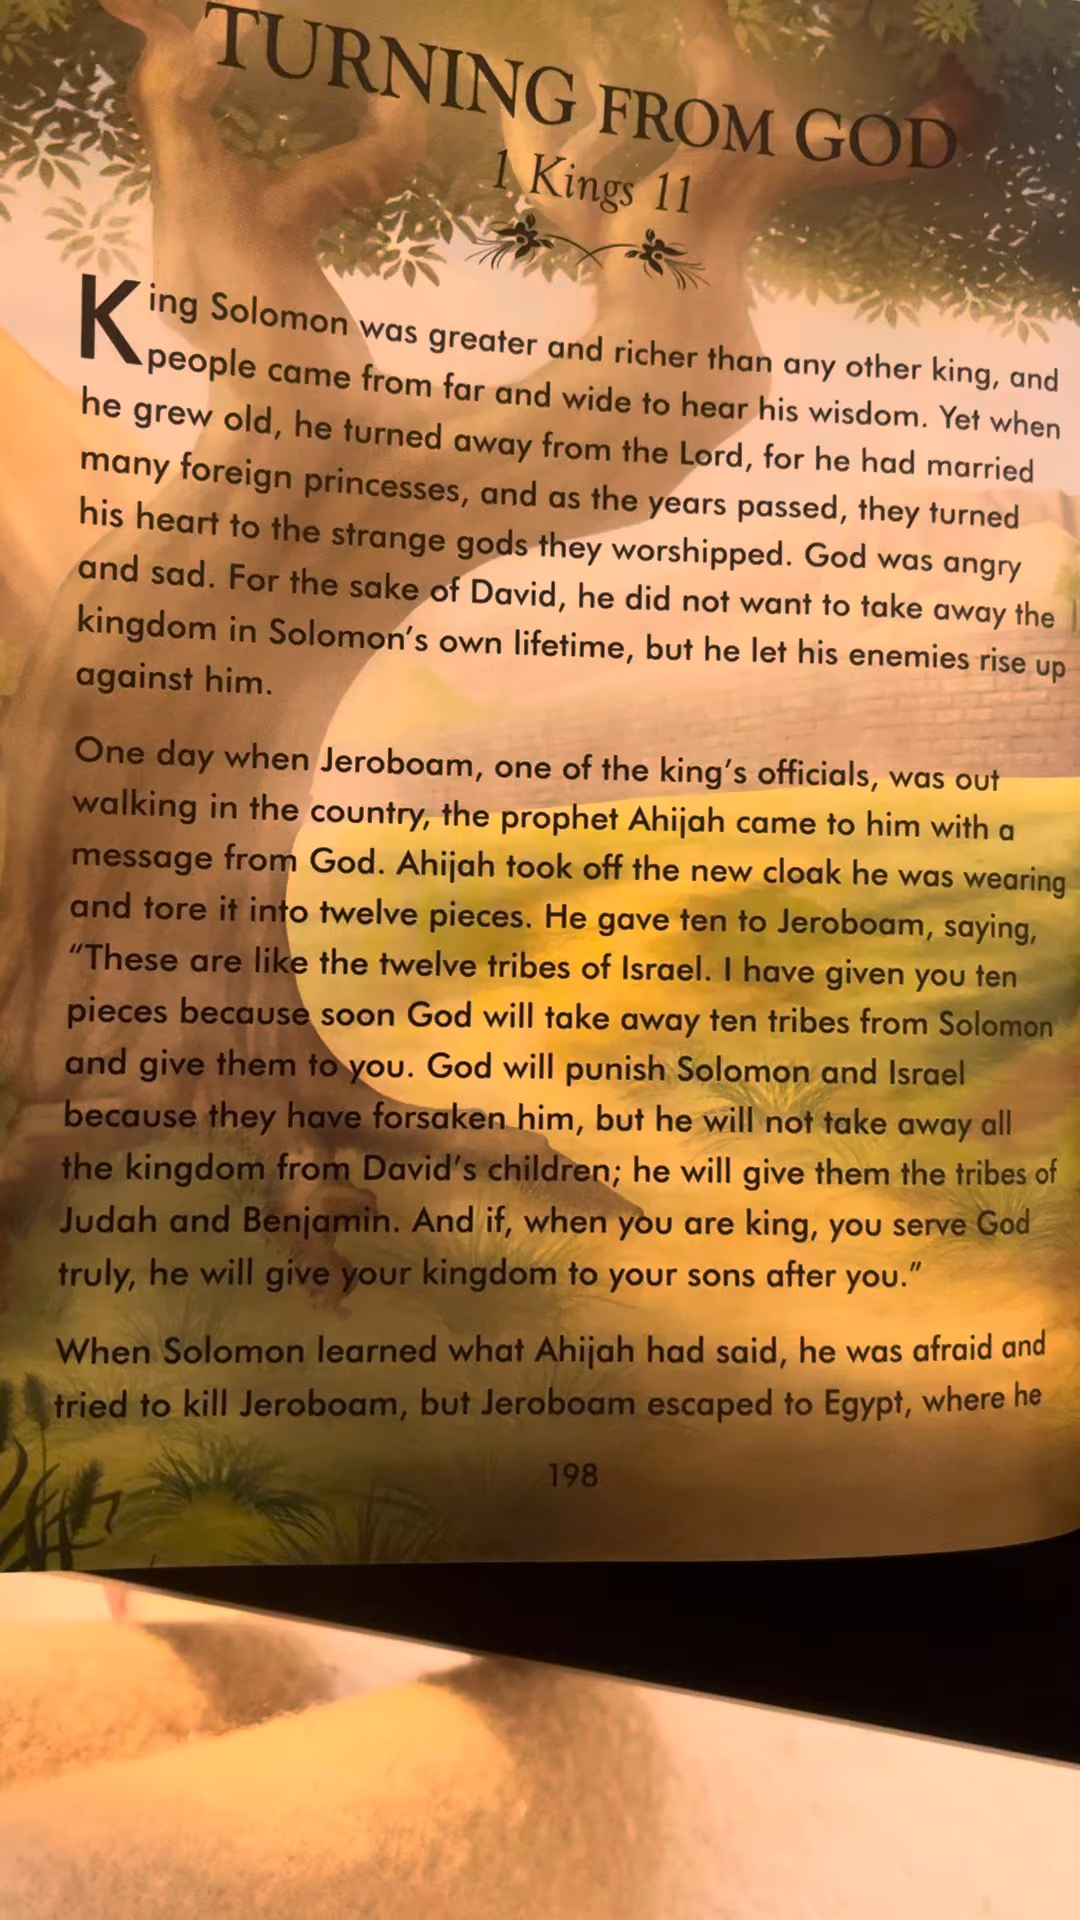 TURNING FROM GOD
1 Kings 11
King Solomon was greater and richer than any other king, and
people came from far and wide to hear his wisdom. Yet when
he grew old, he turned away from the Lord, for he had married
many foreign princesses, and as the years passed, they turned
his heart to the strange gods they worshipped. God was angry
and sad. For the sake of David, he did not want to take away the
kingdom in Solomon's own lifetime, but he let his enemies rise up
against him.
One day when Jeroboam, one of the king's officials, was out
walking in the country, the prophet Ahijah came to him with a
message from God. Ahijah took off the new cloak he was wearing
and tore it into twelve pieces. He gave ten to Jeroboam, saying,
“These are like the twelve tribes of Israel. I have given you ten
pieces because soon God will take away ten tribes from Solomon
and give them to you. God will punish Solomon and Israel
because they have forsaken him, but he will not take away all
the kingdom from David's children; he will give them the tribes of
Judah and Benjamin. And if, when you are king, you serve God
truly, he will give your kingdom to your sons after you.”
When Solomon learned what Ahijah had said, he was afraid and
tried to kill Jeroboam, but Jeroboam escaped to Egypt, where he
198